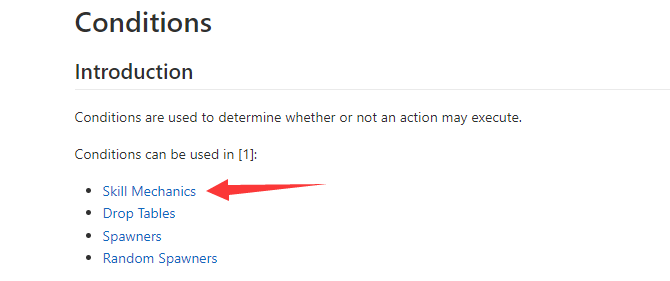 Conditions
Introduction
Conditions are used to determine whether or not an action may execute.
Conditions can be used in [1]:
Skill Mechanics
Drop Tables
Spawners
Random Spawners